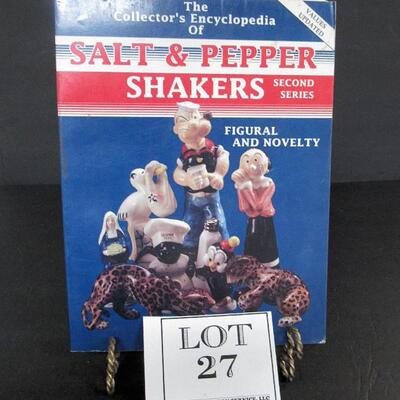 The
Collector's Encyclopedia
Of
VALUES
UPDATED
SALT & PEPPER
SHAKERS
SECOND
SERIES
FIGURAL
AND NOVELTY
LOT
27